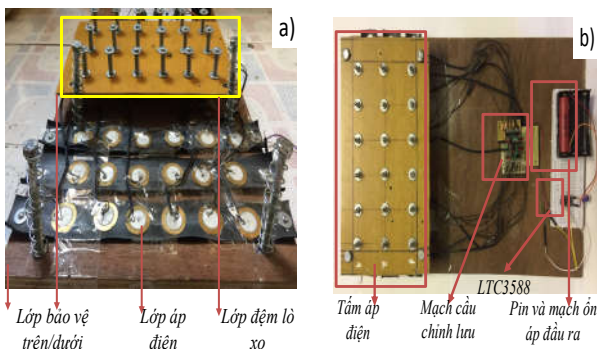 a)
b)
LTC3588
Lớp bảo vệ
trên/dưới
Lớp áp
điện
Lớp đệm lò
xo
Tấm áp
điện
Mạch cầu
chỉnh lưu
Pin và mạch ổn
áp đầu ra